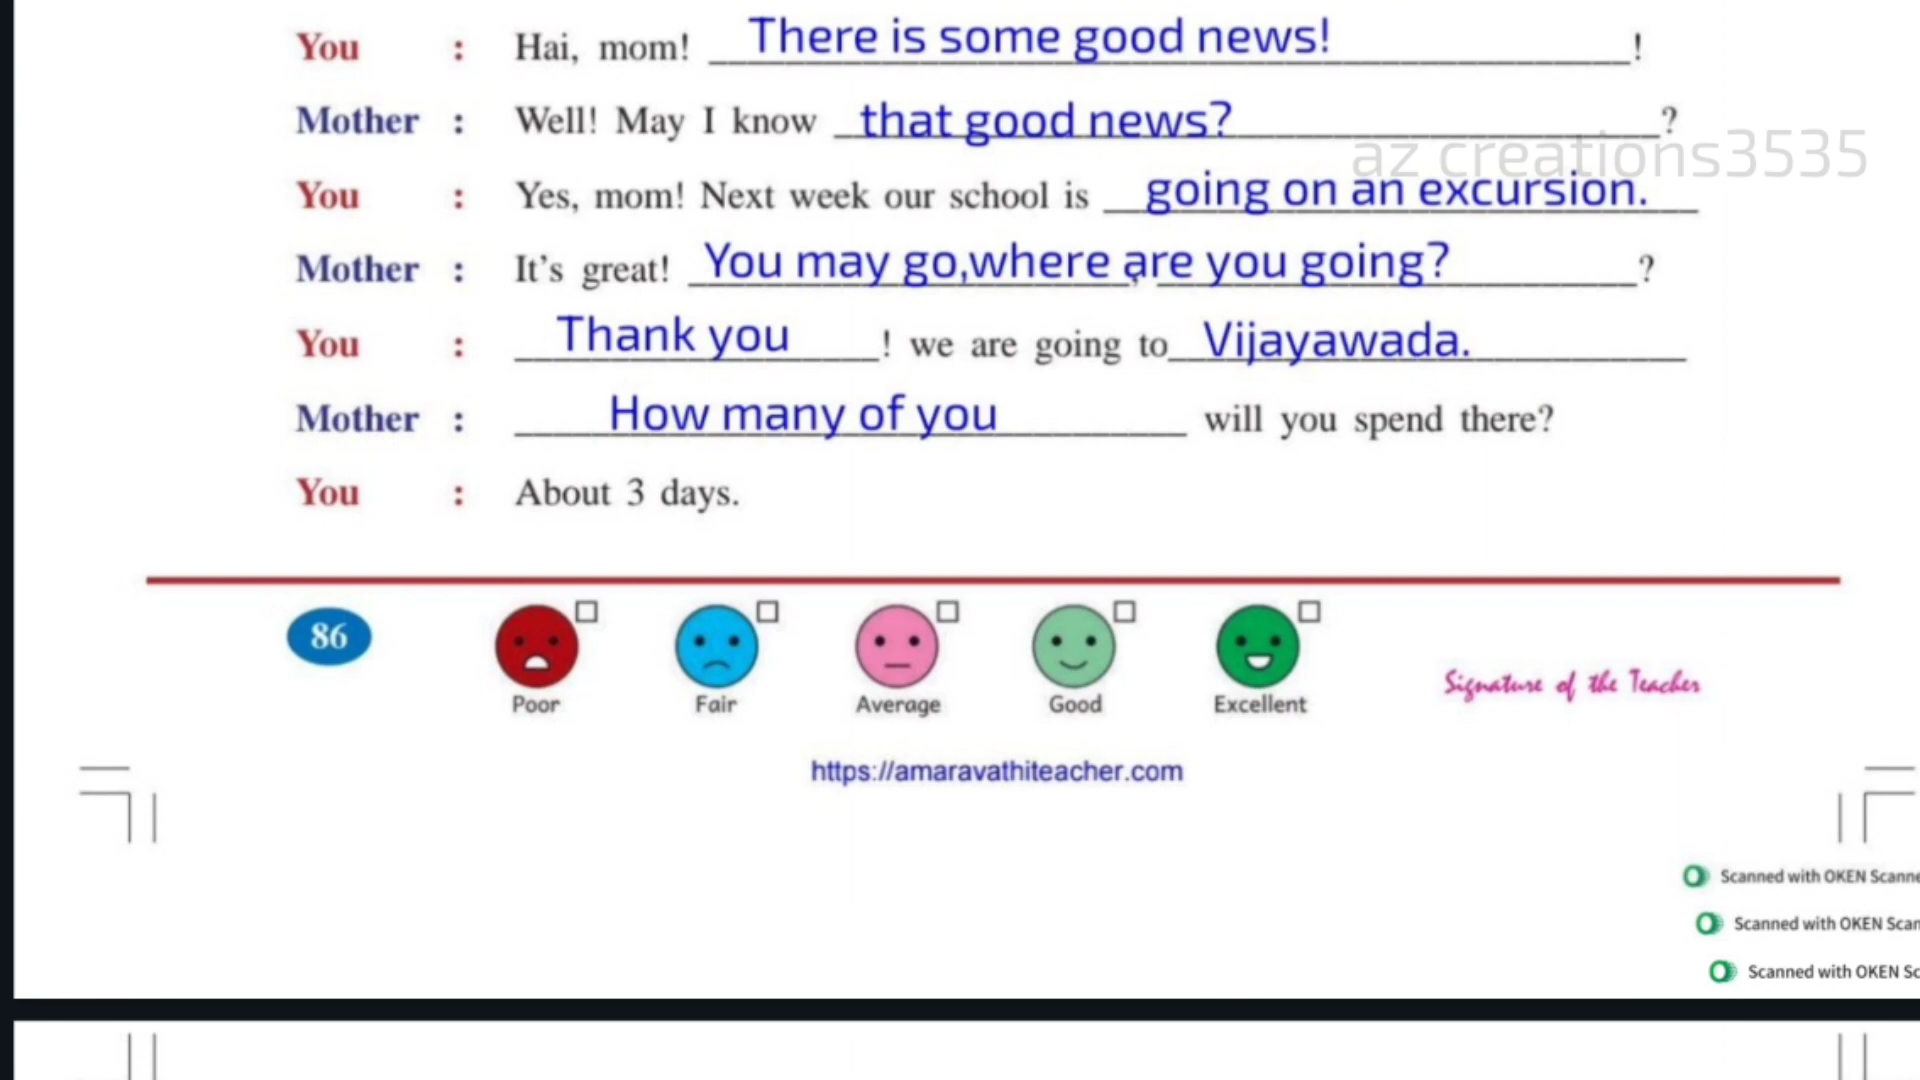 You : Hai, mom! There is some good news! !
Mother : Well! May I know that good news? ?
az creations3535
You : Yes, mom! Next week our school is going on an excursion.
Mother : It's great! You may go,where are you going? ?
You : Thank you ! we are going to Vijayawada.
Mother : How many of you will you spend there?
You : About 3 days.
86
Poor Fair Average Good Excellent
Signature of the Teacher
https://amaravathiteacher.com
Scanned with OKEN Scanne
Scanned with OKEN Scan
Scanned with OKEN Sc